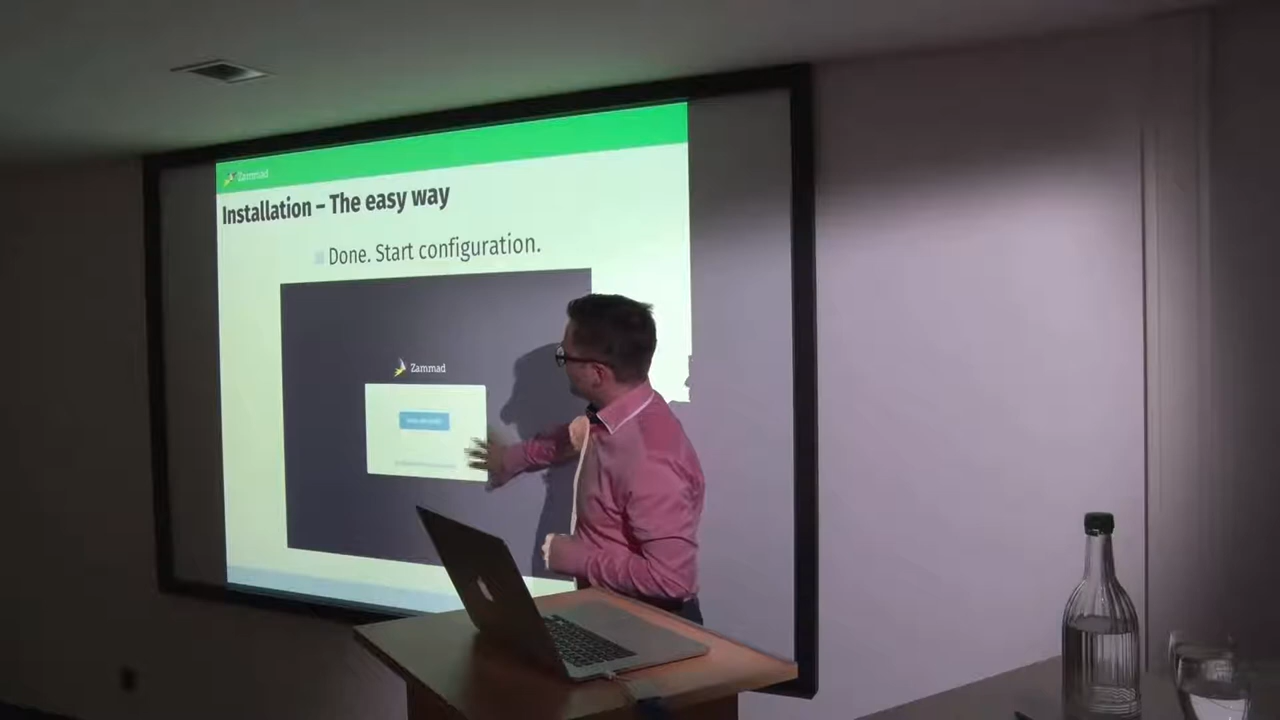 Zammad
Installation – The easy way
Done. Start configuration.
Zammad